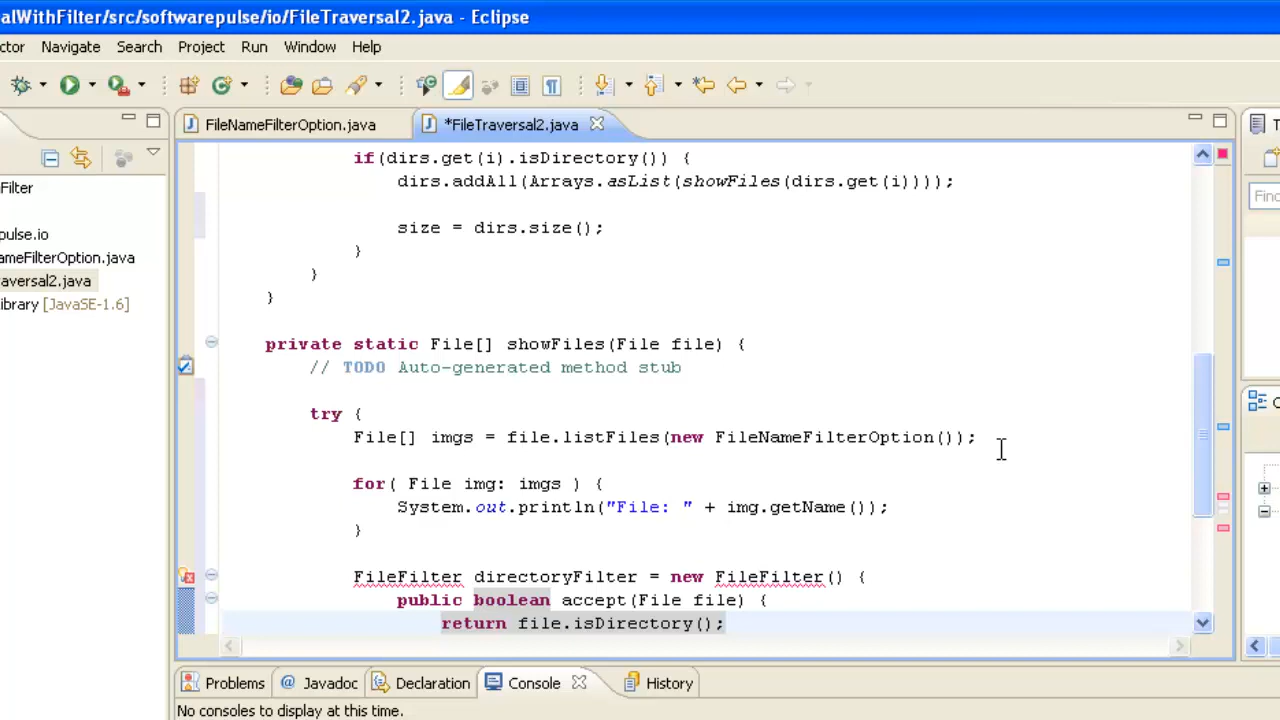 alWithFilter/src/softwarepulse/io/FileTraversal2.java - Eclipse
ctor Navigate Search Project Run Window Help
FileNameFilterOption.java *FileTraversal2.java
Filter
pulse.io
ameFilterOption.java
raversal2.java
ibrary [JavaSE-1.6]
if(dirs.get(i).isDirectory()) {
dirs.addAll(Arrays.asList(showFiles(dirs.get(i))));
size = dirs.size();
}
}
}
private static File[] showFiles(File file) {
// TODO Auto-generated method stub
try {
File[] imgs = file.listFiles(new FileNameFilterOption());
for( File img: imgs ) {
System.out.println("File: " + img.getName());
}
FileFilter directoryFilter = new FileFilter() {
public boolean accept(File file) {
return file.isDirectory();
T
Find
Problems @ Javadoc Declaration Console History
No consoles to display at this time.